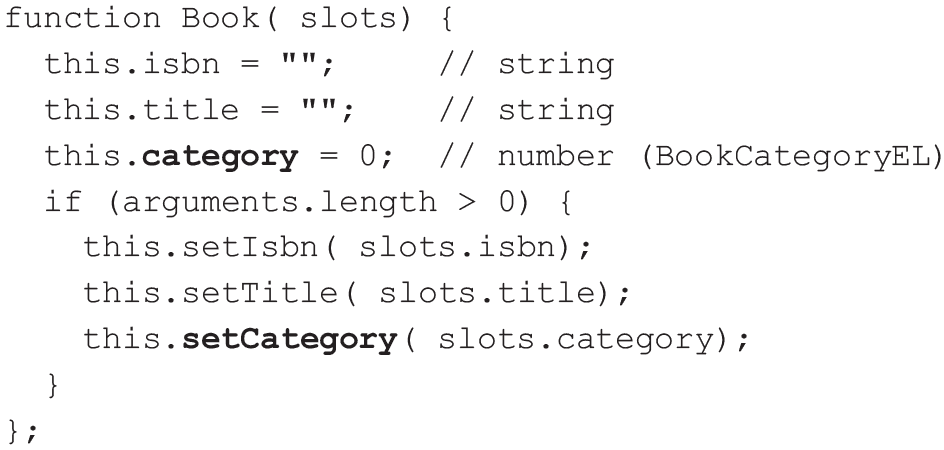 function Book( slots) {
  this.isbn = "";     // string
  this.title = "";    // string
  this.category = 0;  // number (BookCategoryEL)
  if (arguments.length > 0) {
    this.setIsbn( slots.isbn);
    this.setTitle( slots.title);
    this.setCategory( slots.category);
  }
};